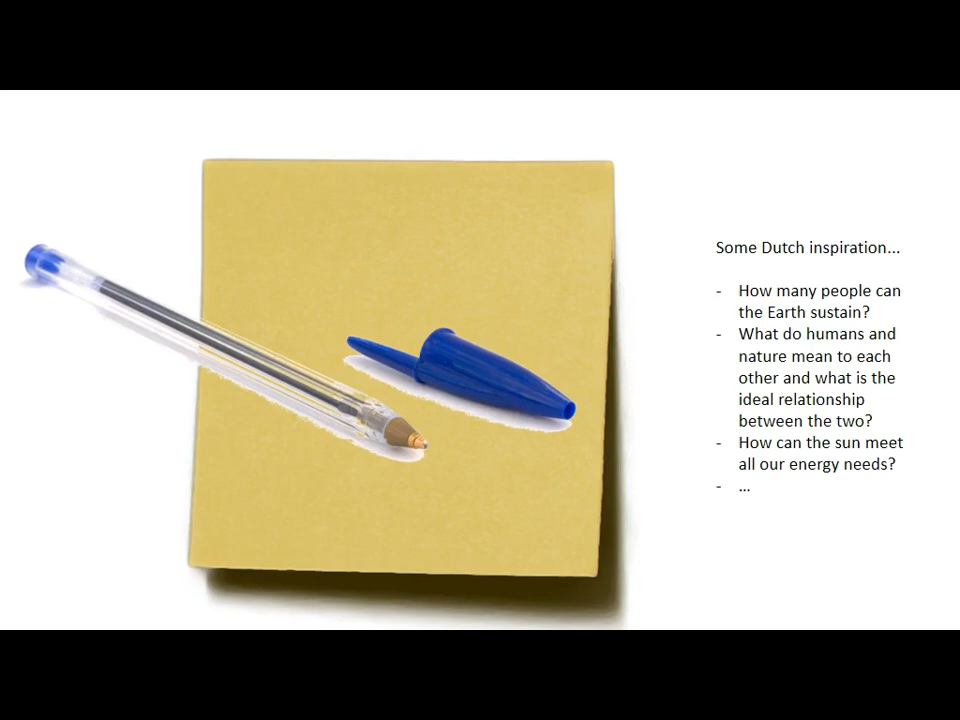 Some Dutch inspiration...
- How many people can
the Earth sustain?
- What do humans and
nature mean to each
other and what is the
ideal relationship
between the two?
- How can the sun meet
all our energy needs?
- ...